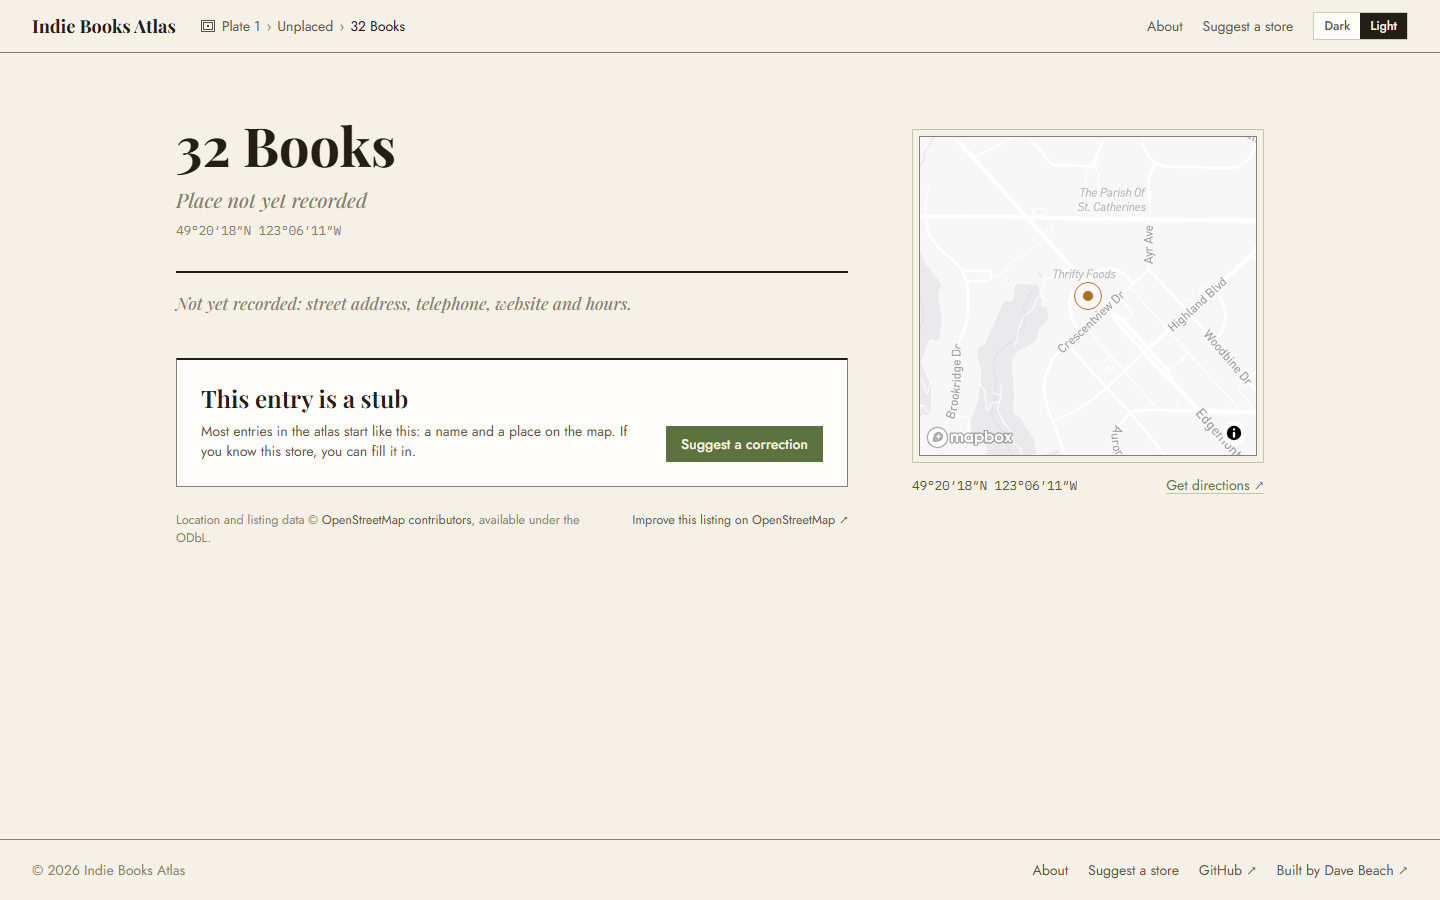 Indie Books Atlas
Plate 1 › Unplaced › 32 Books
About
Suggest a store
Dark
Light
32 Books
Place not yet recorded
49°20′18″N 123°06′11″W
Not yet recorded: street address, telephone, website and hours.
This entry is a stub
Most entries in the atlas start like this: a name and a place on the map. If
you know this store, you can fill it in.
Suggest a correction
Location and listing data © OpenStreetMap contributors, available under the
ODbL.
Improve this listing on OpenStreetMap ↗
The Parish Of
St. Catherines
Ayr Ave
Thrifty Foods
Crescentview Dr
Highland Blvd
Woodbine Dr
Brookridge Dr
mapbox
49°20′18″N 123°06′11″W
Get directions ↗
© 2026 Indie Books Atlas
About
Suggest a store
GitHub ↗
Built by Dave Beach ↗